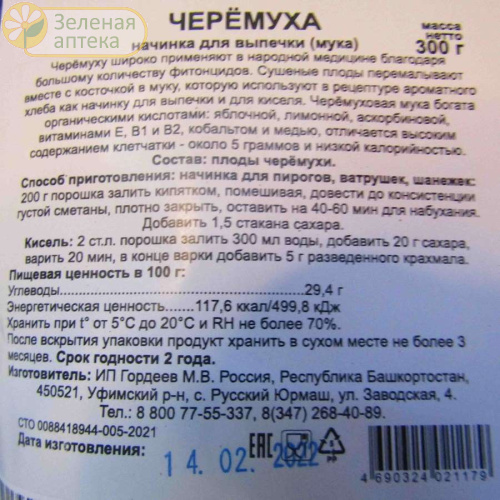 Зеленая аптека
ЧЕРЁМУХА
масса нетто 300 г
начинка для выпечки (мука)
Черёмуху широко применяют в народной медицине благодаря
большому количеству фитонцидов. Сушеные плоды перемалывают
вместе с косточкой в муку, которую используют в рецептуре ароматного
хлеба как начинку для выпечки и для киселя. Черёмуховая мука богата
органическими кислотами: яблочной, лимонной, аскорбиновой,
витаминами Е, В1 и В2, кобальтом и медью, отличается высоким
содержанием клетчатки - около 5 граммов и низкой калорийностью.
Состав: плоды черёмухи.
Способ приготовления: начинка для пирогов, ватрушек, шанежек:
200 г порошка залить кипятком, помешивая, довести до консистенции
густой сметаны, плотно закрыть, оставить на 40-60 мин для набухания.
Добавить 1,5 стакана сахара.
Кисель: 2 ст.л. порошка залить 300 мл воды, добавить 20 г сахара,
варить 20 мин, в конце варки добавить 5 г разведенного крахмала.
Пищевая ценность в 100 г:
Углеводы 29,4 г
Энергетическая ценность 117,6 ккал/499,8 кДж
Хранить при t° от 5°С до 20°С и RH не более 70%.
После вскрытия упаковки продукт хранить в сухом месте не более 3
месяцев. Срок годности 2 года.
Изготовитель: ИП Гордеев М.В. Россия, Республика Башкортостан,
450521, Уфимский р-н, с. Русский Юрмаш, ул. Заводская, 4.
Тел.: 8 800 77-55-337, 8(347) 268-40-89.
СТО 0088418944-005-2021
Дата изготовления:
14.02.2022
EAC
PP
4 690324 021179